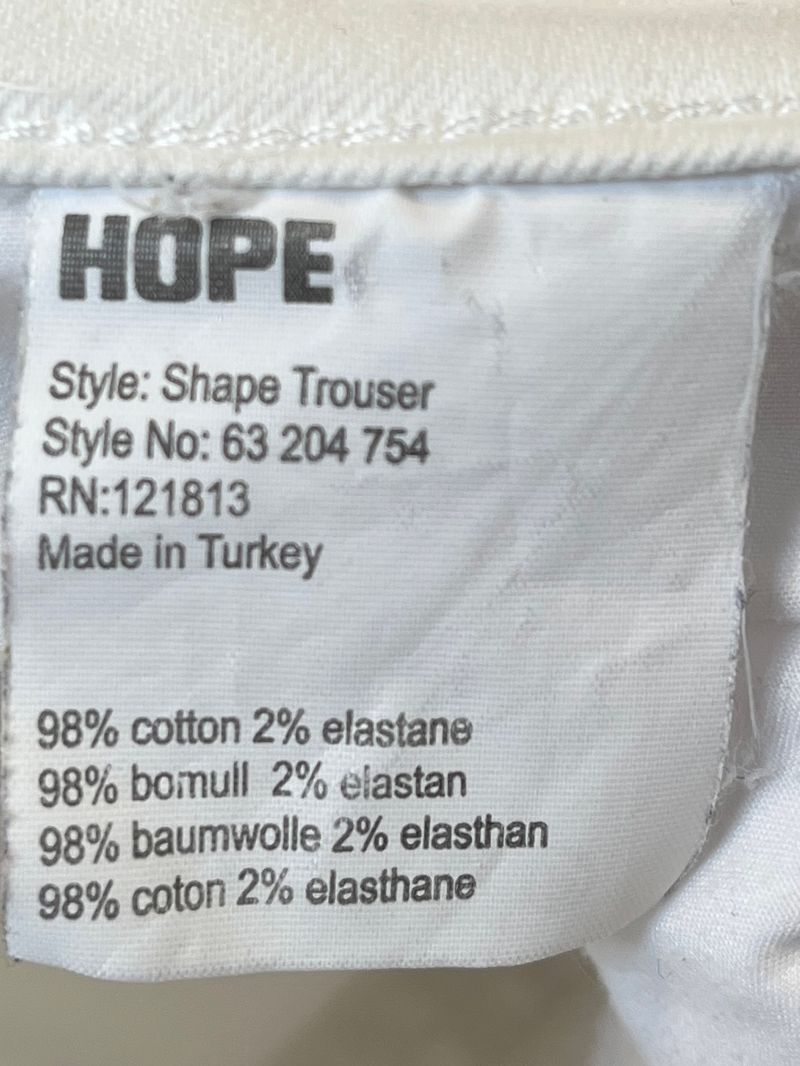 HOPE
Style: Shape Trouser
Style No: 63 204 754
RN:121813
Made in Turkey
98% cotton 2% elastane
98% bomull 2% elastan
98% baumwolle 2% elasthan
98% coton 2% elasthane